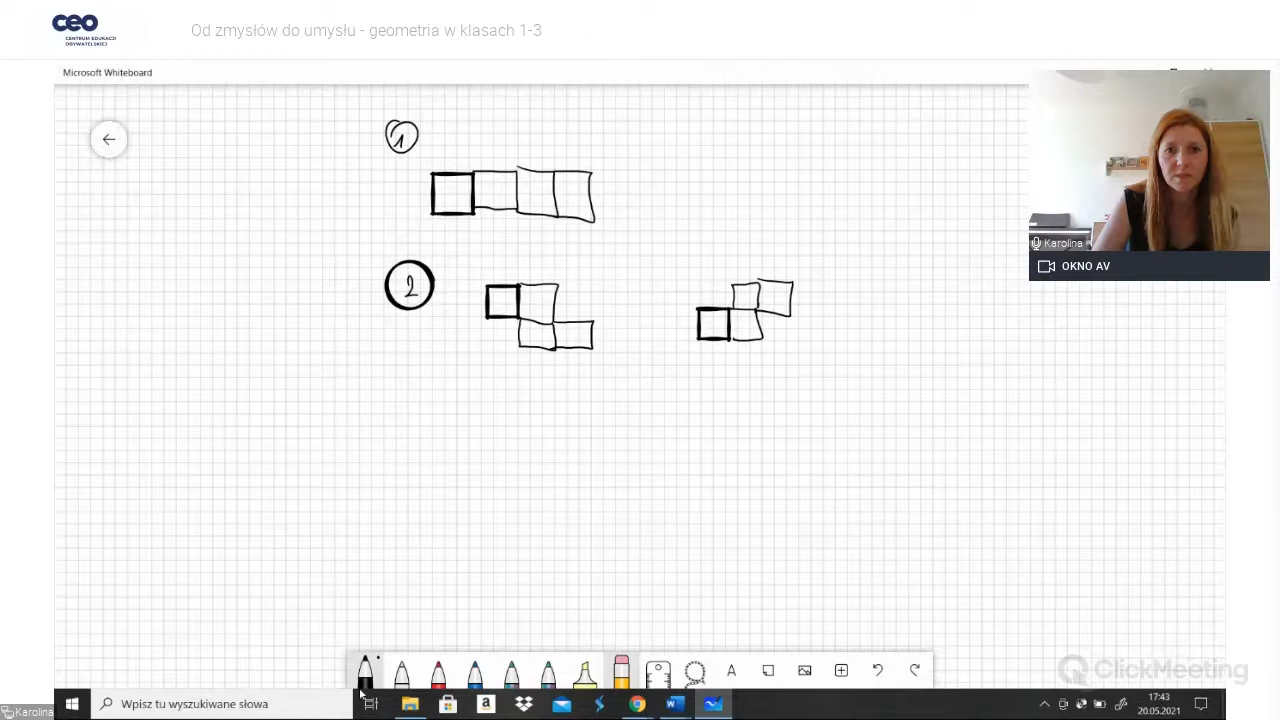 ceo
CENTRUM EDUKACJI
OBYWATELSKIEJ
Od zmysłów do umysłu - geometria w klasach 1-3
Microsoft Whiteboard
1
2
Karolina
OKNO AV
ClickMeeting
Karolina
Wpisz tu wyszukiwane słowa
17:43
20.05.2021